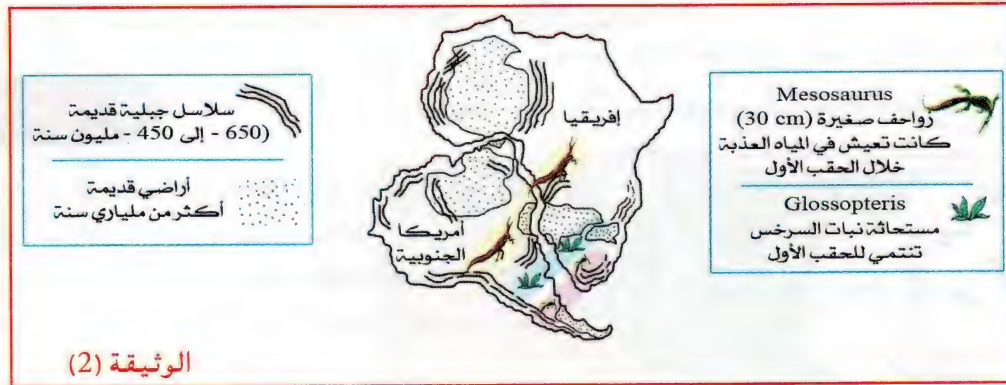 Mesosaurus
زواحف صغيرة (30 cm)
كانت تعيش في المياه العذبة
خلال الحقب الأول
Glossopteris
مستحاثة نبات السرخس
تنتمي للحقب الأول
إفريقيا
أمريكا
الجنوبية
سلاسل جبلية قديمة
(650 - إلى 450 - مليون سنة
أراضي قديمة
أكثر من ملياري سنة
الوثيقة (2)